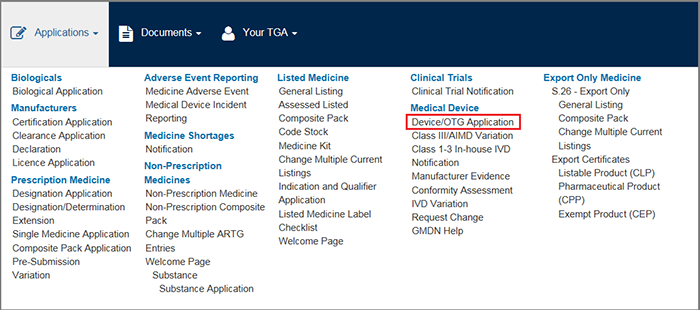 Applications
Documents
Your TGA
Biologicals
Biological Application
Manufacturers
Certification Application
Clearance Application
Declaration
Licence Application
Prescription Medicine
Designation Application
Designation/Determination
Extension
Single Medicine Application
Composite Pack Application
Pre-Submission
Variation
Adverse Event Reporting
Medicine Adverse Event
Medical Device Incident
Reporting
Medicine Shortages
Notification
Non-Prescription
Medicines
Non-Prescription Medicine
Non-Prescription Composite
Pack
Change Multiple ARTG
Entries
Welcome Page
Substance
Substance Application
Listed Medicine
General Listing
Assessed Listed
Composite Pack
Code Stock
Medicine Kit
Change Multiple Current
Listings
Indication and Qualifier
Application
Listed Medicine Label
Checklist
Welcome Page
Clinical Trials
Clinical Trial Notification
Medical Device
Device/OTG Application
Class III/AIMD Variation
Class 1-3 In-house IVD
Notification
Manufacturer Evidence
Conformity Assessment
IVD Variation
Request Change
GMDN Help
Export Only Medicine
S.26 - Export Only
General Listing
Composite Pack
Change Multiple Current
Listings
Export Certificates
Listable Product (CLP)
Pharmaceutical Product
(CPP)
Exempt Product (CEP)